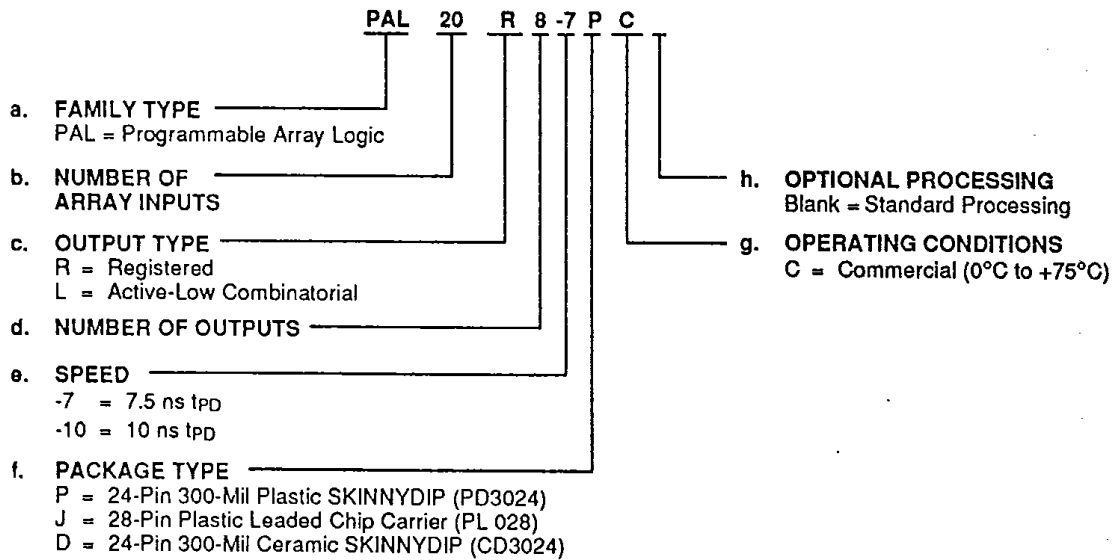 PAL 20 R 8 -7 P C
a. FAMILY TYPE
PAL = Programmable Array Logic
b. NUMBER OF
ARRAY INPUTS
c. OUTPUT TYPE
R = Registered
L = Active-Low Combinatorial
d. NUMBER OF OUTPUTS
e. SPEED
-7 = 7.5 ns tPD
-10 = 10 ns tPD
f. PACKAGE TYPE
P = 24-Pin 300-Mil Plastic SKINNYDIP (PD3024)
J = 28-Pin Plastic Leaded Chip Carrier (PL 028)
D = 24-Pin 300-Mil Ceramic SKINNYDIP (CD3024)
h. OPTIONAL PROCESSING
Blank = Standard Processing
g. OPERATING CONDITIONS
C = Commercial (0°C to +75°C)